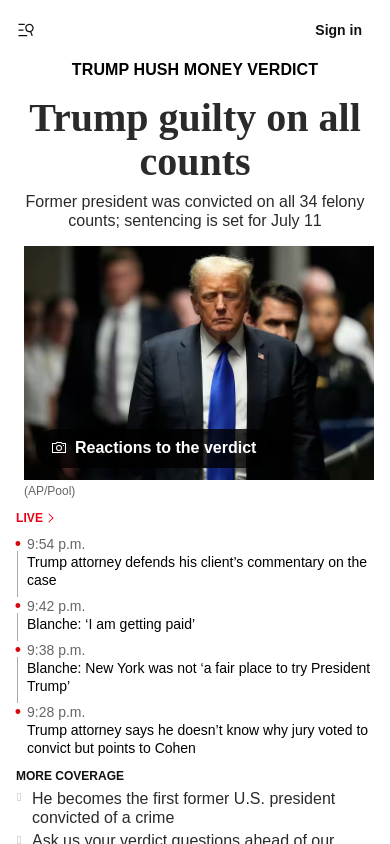 Sign in
TRUMP HUSH MONEY VERDICT
Trump guilty on all
counts
Former president was convicted on all 34 felony
counts; sentencing is set for July 11
Reactions to the verdict
(AP/Pool)
LIVE
9:54 p.m.
Trump attorney defends his client’s commentary on the
case
9:42 p.m.
Blanche: ‘I am getting paid’
9:38 p.m.
Blanche: New York was not ‘a fair place to try President
Trump’
9:28 p.m.
Trump attorney says he doesn’t know why jury voted to
convict but points to Cohen
MORE COVERAGE
He becomes the first former U.S. president
convicted of a crime
Ask us your verdict questions ahead of our